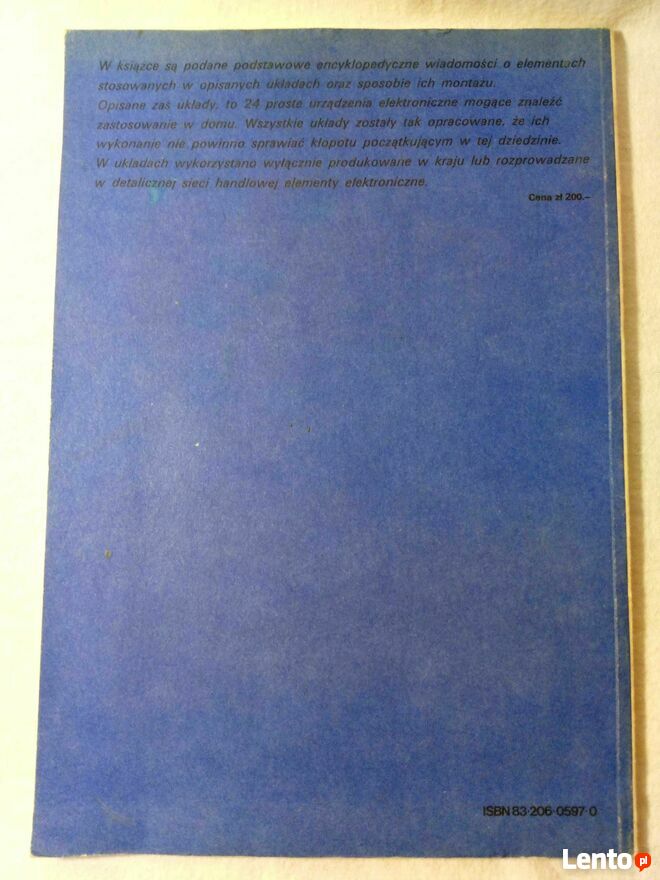 W książce są podane podstawowe encyklopedyczne wiadomości o elementach
stosowanych w opisanych układach oraz sposobie ich montażu.
Opisane zaś układy, to 24 proste urządzenia elektroniczne mogące znaleźć
zastosowanie w domu. Wszystkie układy zostały tak opracowane, że ich
wykonanie nie powinno sprawiać kłopotu początkującym w tej dziedzinie.
W układach wykorzystano wyłącznie produkowane w kraju lub rozprowadzane
w detalicznej sieci handlowej elementy elektroniczne.
Cena zł 200.–
ISBN 83·206·0597·0
Lento.pl